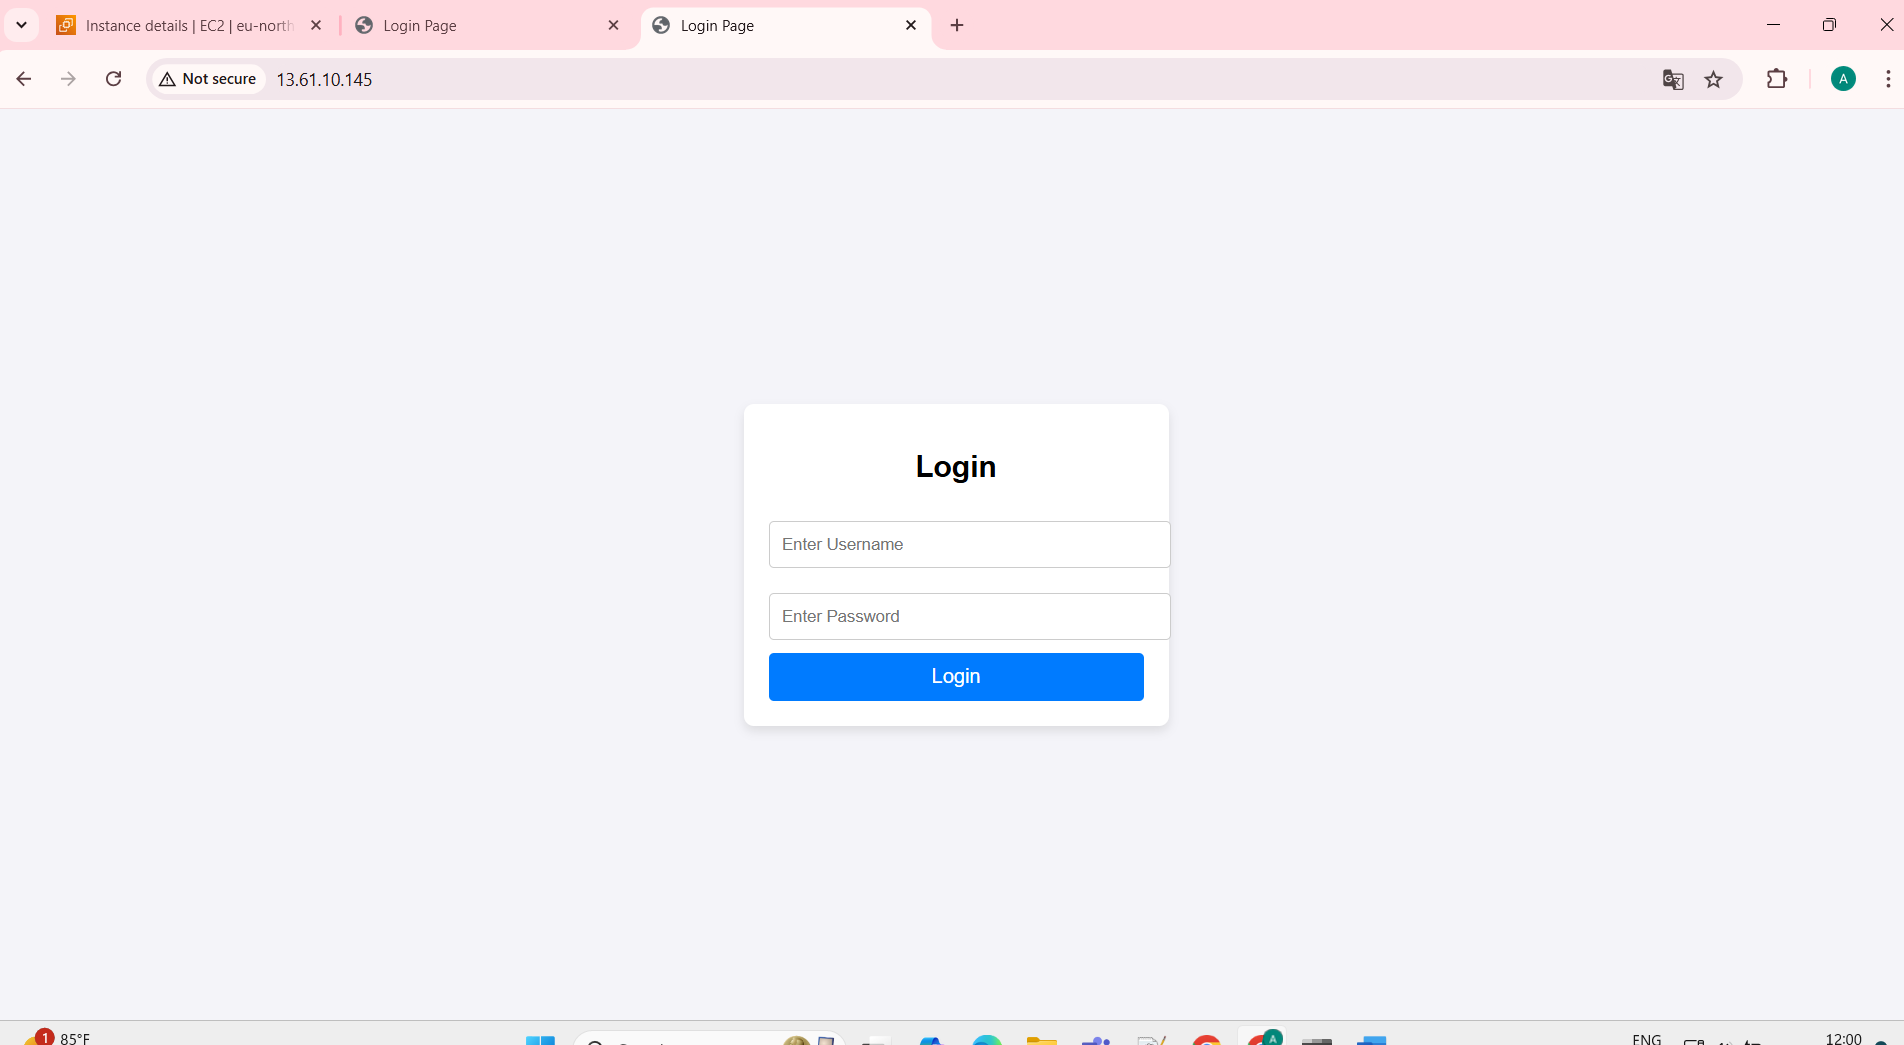 Instance details | EC2 | eu-north
Login Page
Login Page
Not secure
13.61.10.145
A
Login
Enter Username
Enter Password
Login
1
85°F
A
ENG
12:00